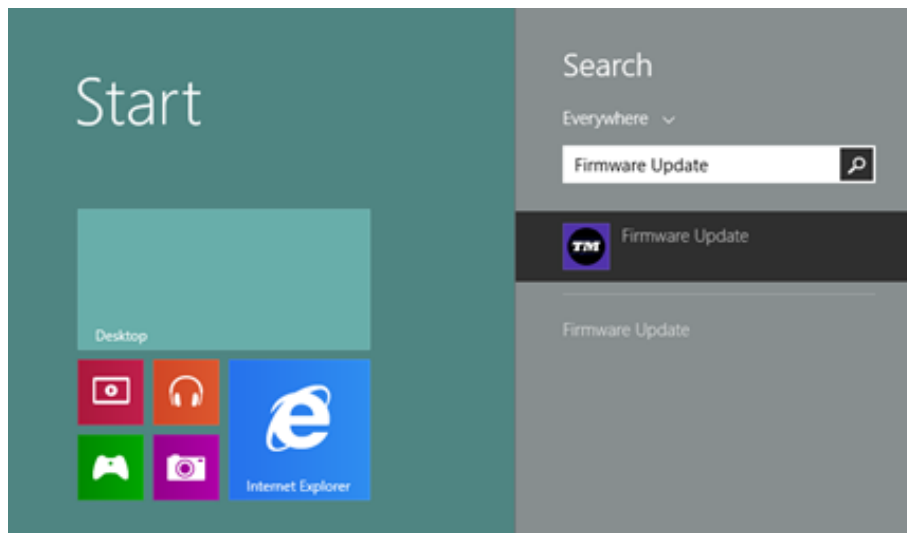 Start
Desktop
Internet Explorer
Search
Everywhere
Firmware Update
TM
Firmware Update
Firmware Update